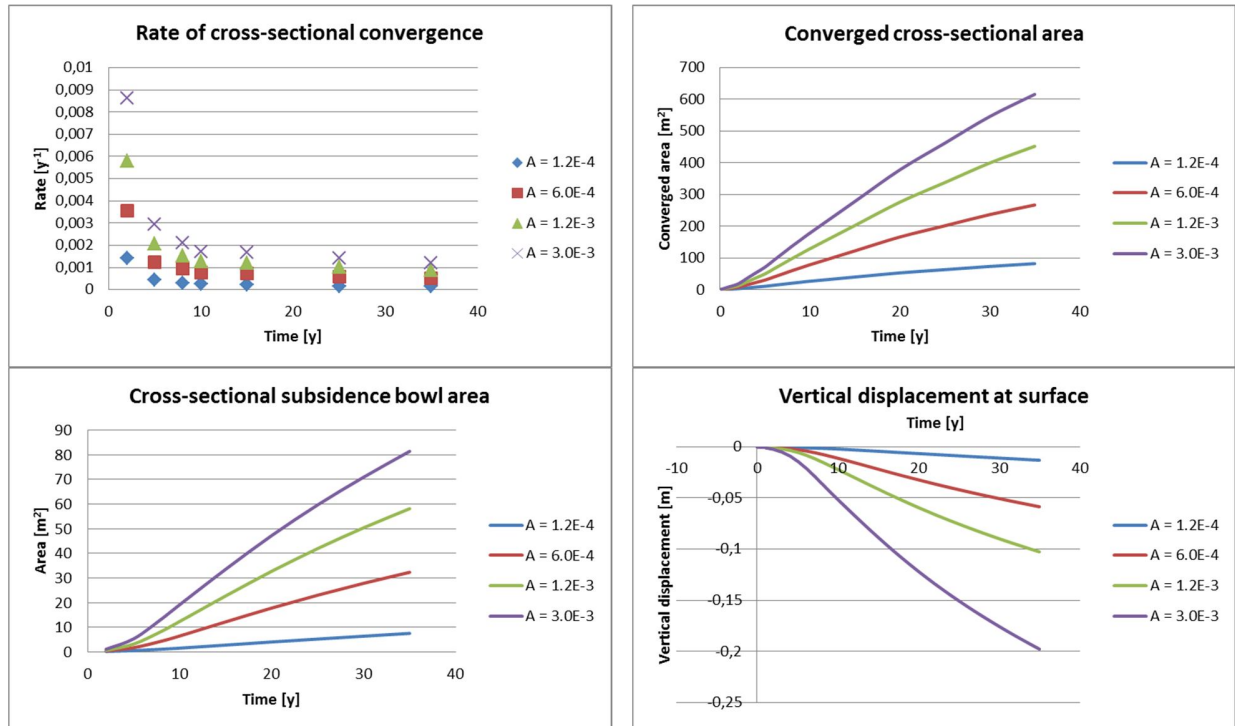 Rate of cross-sectional convergence
0,01
0,009
0,008
0,007
0,006
0,005
0,004
0,003
0,002
0,001
0
Rate [y-1]
0
10
20
30
40
Time [y]
A = 1.2E-4
A = 6.0E-4
A = 1.2E-3
A = 3.0E-3
Converged cross-sectional area
700
600
500
400
300
200
100
0
Converged area [m²]
0
10
20
30
40
Time [y]
A = 1.2E-4
A = 6.0E-4
A = 1.2E-3
A = 3.0E-3
Cross-sectional subsidence bowl area
90
80
70
60
50
40
30
20
10
0
Area [m²]
0
10
20
30
40
Time [y]
A = 1.2E-4
A = 6.0E-4
A = 1.2E-3
A = 3.0E-3
Vertical displacement at surface
Time [y]
-10
0
10
20
30
40
0
-0,05
-0,1
-0,15
-0,2
-0,25
Vertical displacement [m]
A = 1.2E-4
A = 6.0E-4
A = 1.2E-3
A = 3.0E-3